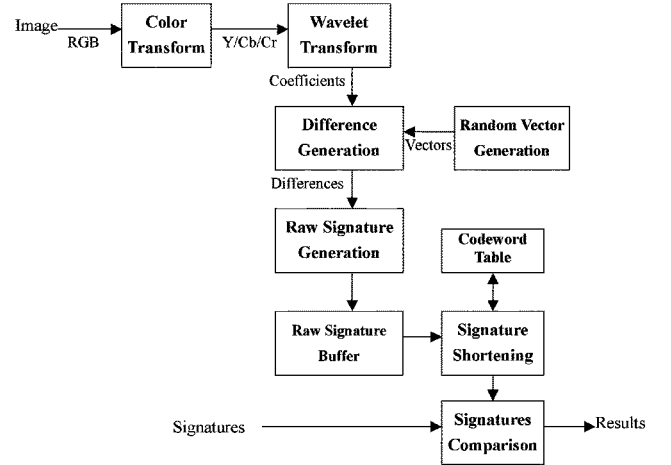 Image
RGB
Color
Transform
Y/Cb/Cr
Wavelet
Transform
Coefficients
Difference
Generation
Vectors
Random Vector
Generation
Differences
Raw Signature
Generation
Codeword
Table
Raw Signature
Buffer
Signature
Shortening
Signatures
Signatures
Comparison
Results